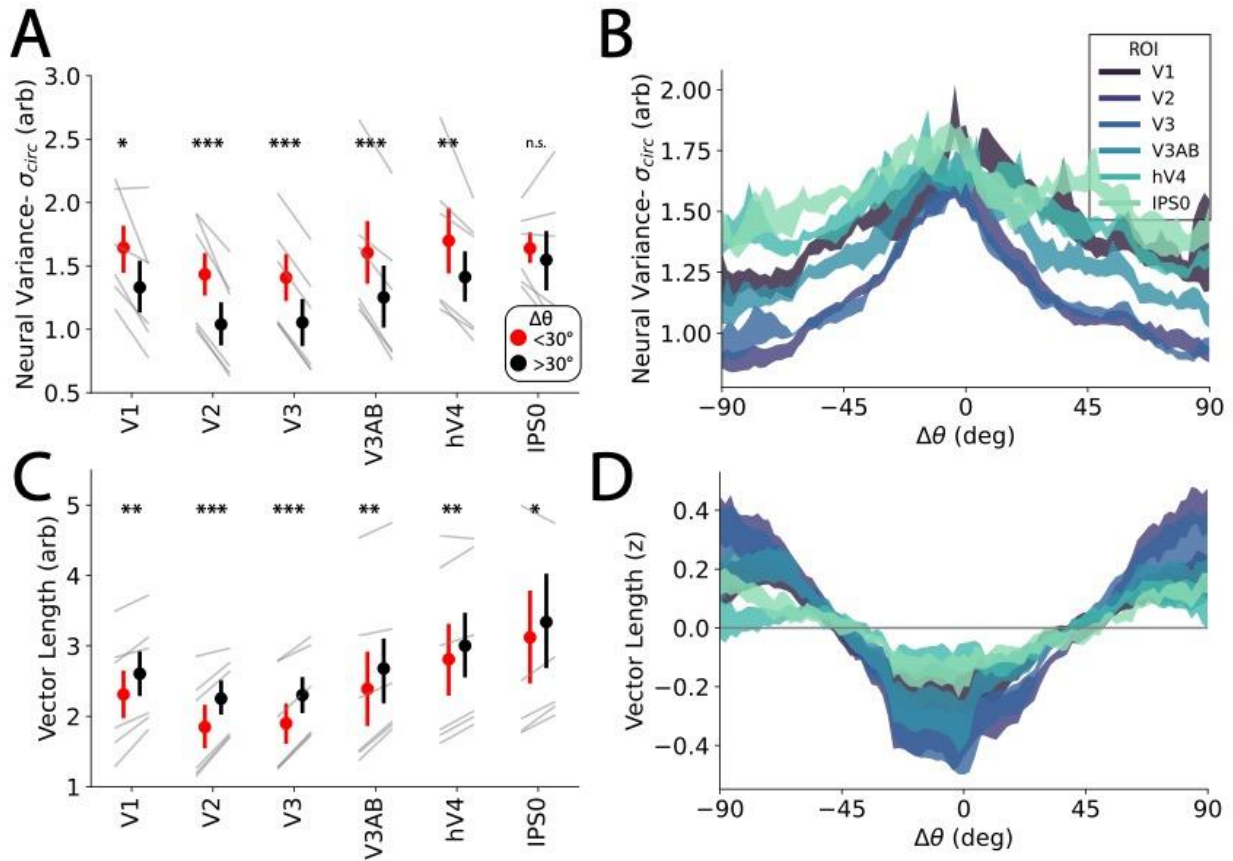 A
Neural Variance- σcirc (arb)
3.0
2.5
2.0
1.5
1.0
0.5
*
***
***
***
**
n.s.
Δθ
<30°
>30°
V1
V2
V3
V3AB
hV4
IPS0
B
Neural Variance- σcirc (arb)
2.00
1.75
1.50
1.25
1.00
ROI
V1
V2
V3
V3AB
hV4
IPS0
−90
−45
0
45
90
Δθ (deg)
C
Vector Length (arb)
5
4
3
2
1
**
***
***
**
**
*
V1
V2
V3
V3AB
hV4
IPS0
D
Vector Length (z)
0.4
0.2
0.0
−0.2
−0.4
−90
−45
0
45
90
Δθ (deg)